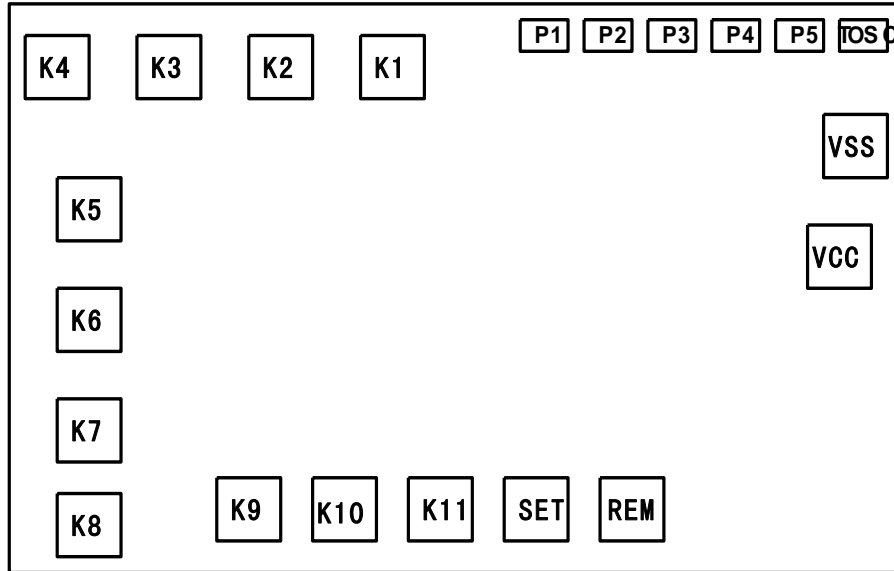 P1 P2 P3 P4 P5 TOSC
K4 K3 K2 K1
VSS
K5
VCC
K6
K7
K9 K10 K11 SET REM
K8